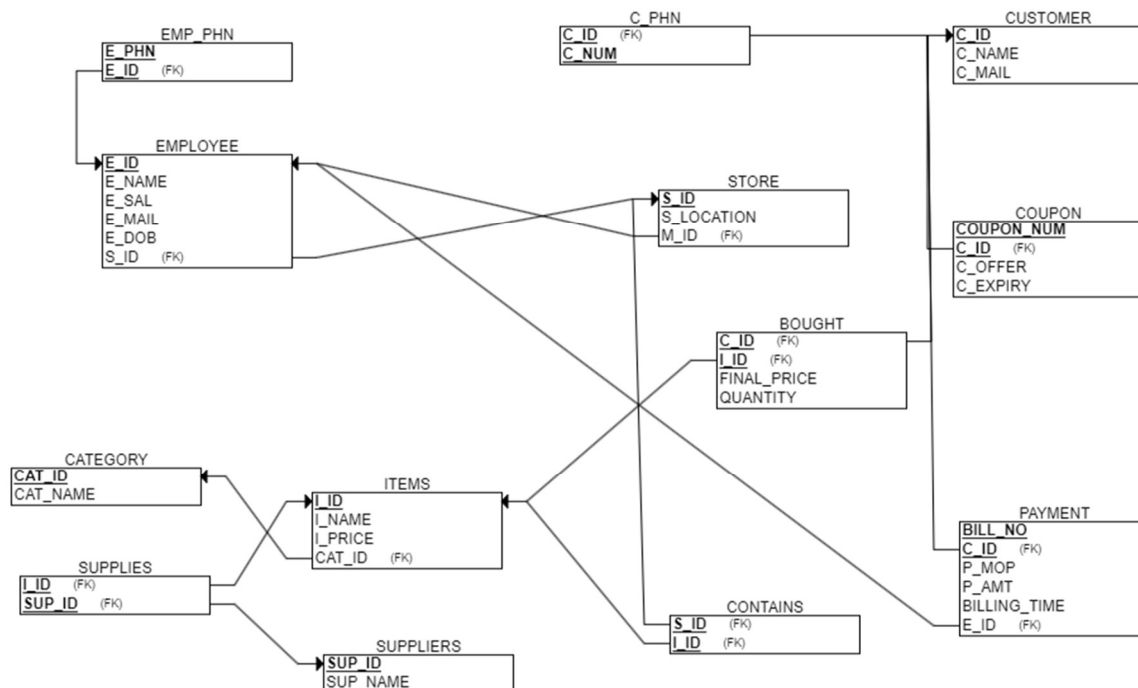 EMP_PHN
E_PHN
E_ID (FK)
C_PHN
C_ID (FK)
C_NUM
CUSTOMER
C_ID
C_NAME
C_MAIL
EMPLOYEE
E_ID
E_NAME
E_SAL
E_MAIL
E_DOB
S_ID (FK)
STORE
S_ID
S_LOCATION
M_ID (FK)
COUPON
COUPON_NUM
C_ID (FK)
C_OFFER
C_EXPIRY
BOUGHT
C_ID (FK)
I_ID (FK)
FINAL_PRICE
QUANTITY
CATEGORY
CAT_ID
CAT_NAME
ITEMS
I_ID
I_NAME
I_PRICE
CAT_ID (FK)
PAYMENT
BILL_NO
C_ID (FK)
P_MOP
P_AMT
BILLING_TIME
E_ID (FK)
SUPPLIES
I_ID (FK)
SUP_ID (FK)
CONTAINS
S_ID (FK)
I_ID (FK)
SUPPLIERS
SUP_ID
SUP_NAME